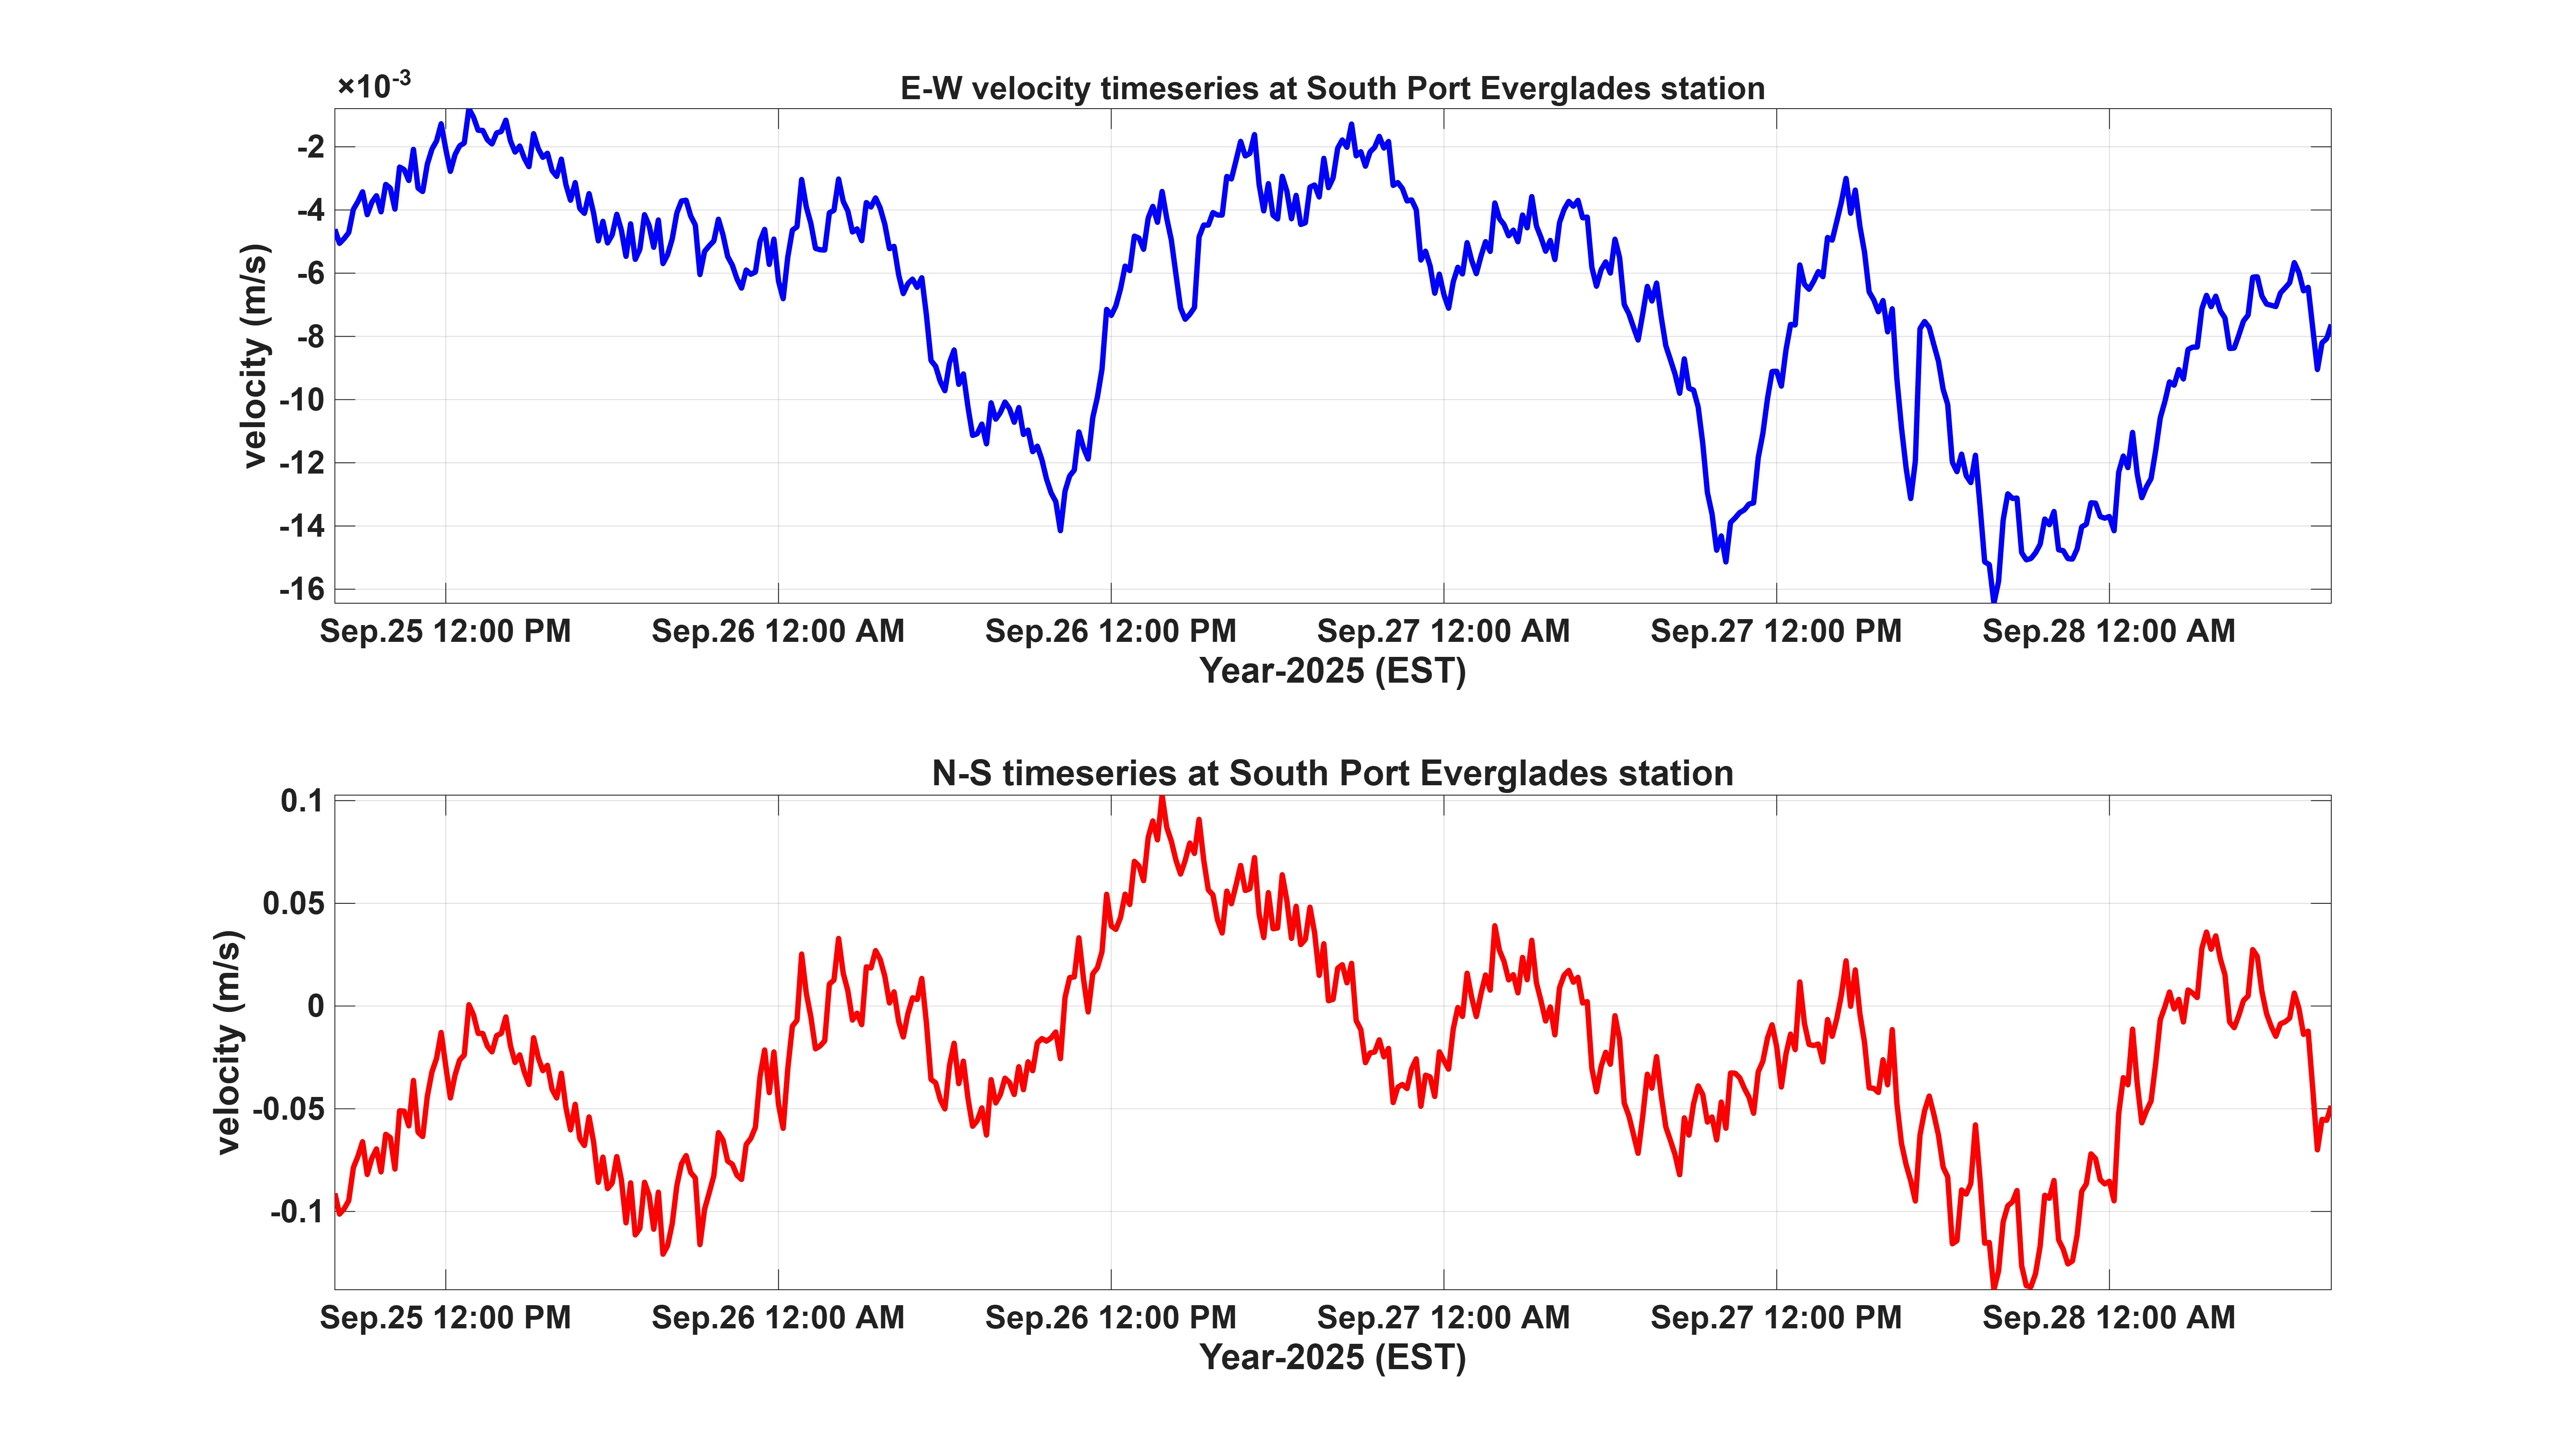 ×10-3
E-W velocity timeseries at South Port Everglades station
-2
-4
-6
-8
-10
-12
-14
-16
velocity (m/s)
Sep.25 12:00 PM Sep.26 12:00 AM Sep.26 12:00 PM Sep.27 12:00 AM Sep.27 12:00 PM Sep.28 12:00 AM
Year-2025 (EST)
N-S timeseries at South Port Everglades station
0.1
0.05
0
-0.05
-0.1
velocity (m/s)
Sep.25 12:00 PM Sep.26 12:00 AM Sep.26 12:00 PM Sep.27 12:00 AM Sep.27 12:00 PM Sep.28 12:00 AM
Year-2025 (EST)